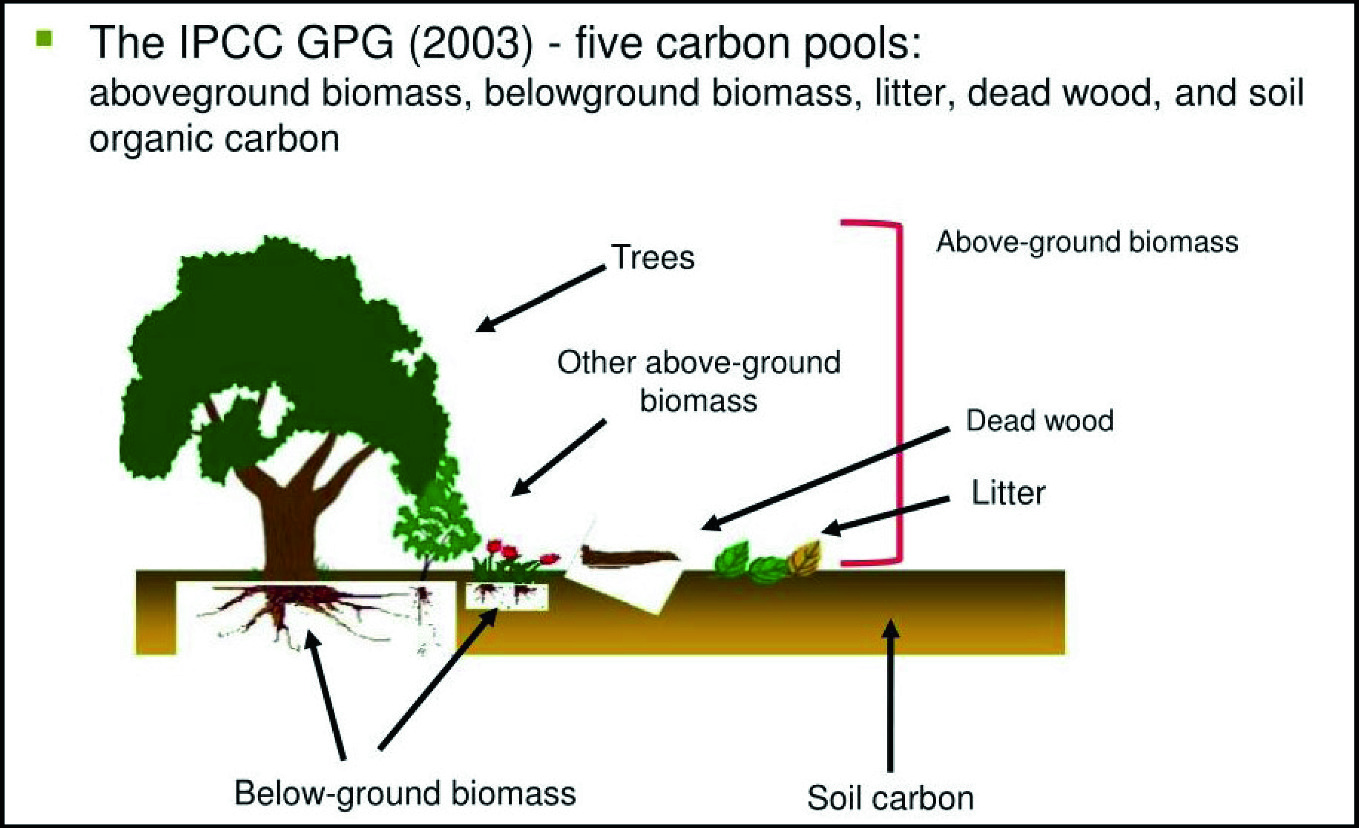 The IPCC GPG (2003) - five carbon pools:
aboveground biomass, belowground biomass, litter, dead wood, and soil
organic carbon
Above-ground biomass
Trees
Other above-ground
biomass
Dead wood
Litter
Below-ground biomass
Soil carbon